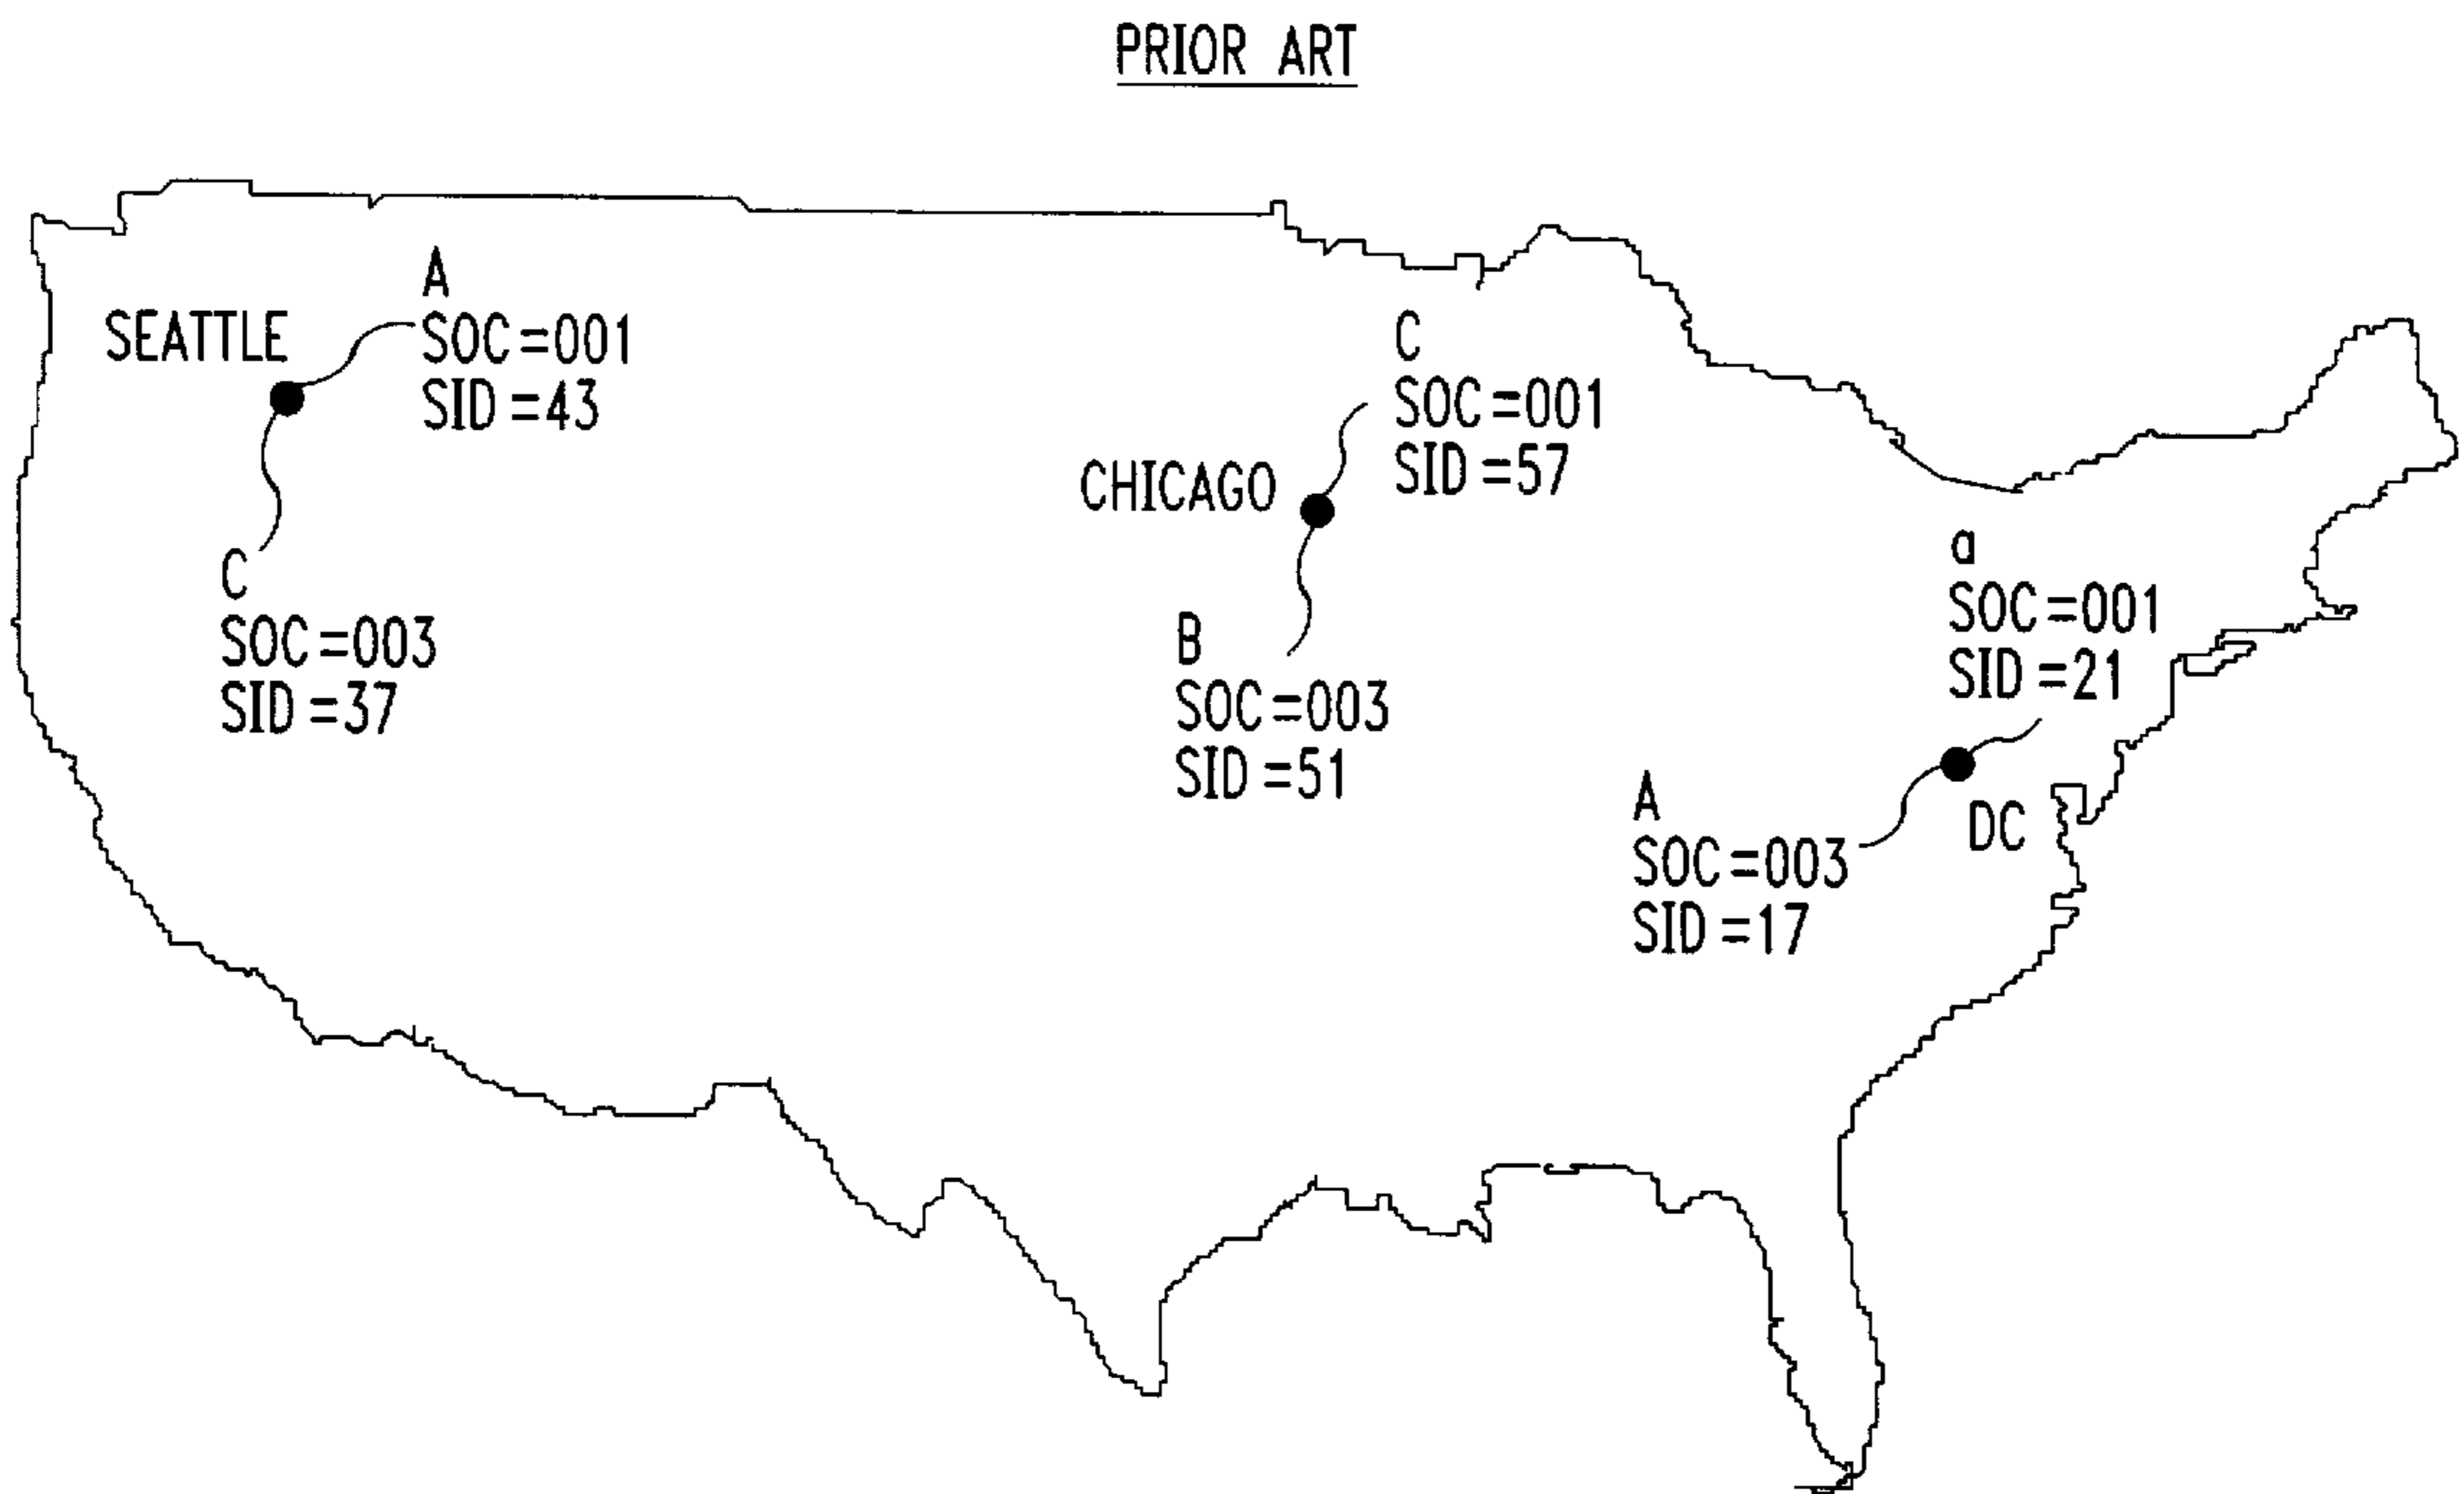 PRIOR ART
SEATTLE
A
SOC=001
SID=43
C
SOC=003
SID=37
CHICAGO
C
SOC=001
SID=57
B
SOC=003
SID=51
a
SOC=001
SID=21
A
SOC=003
SID=17
DC